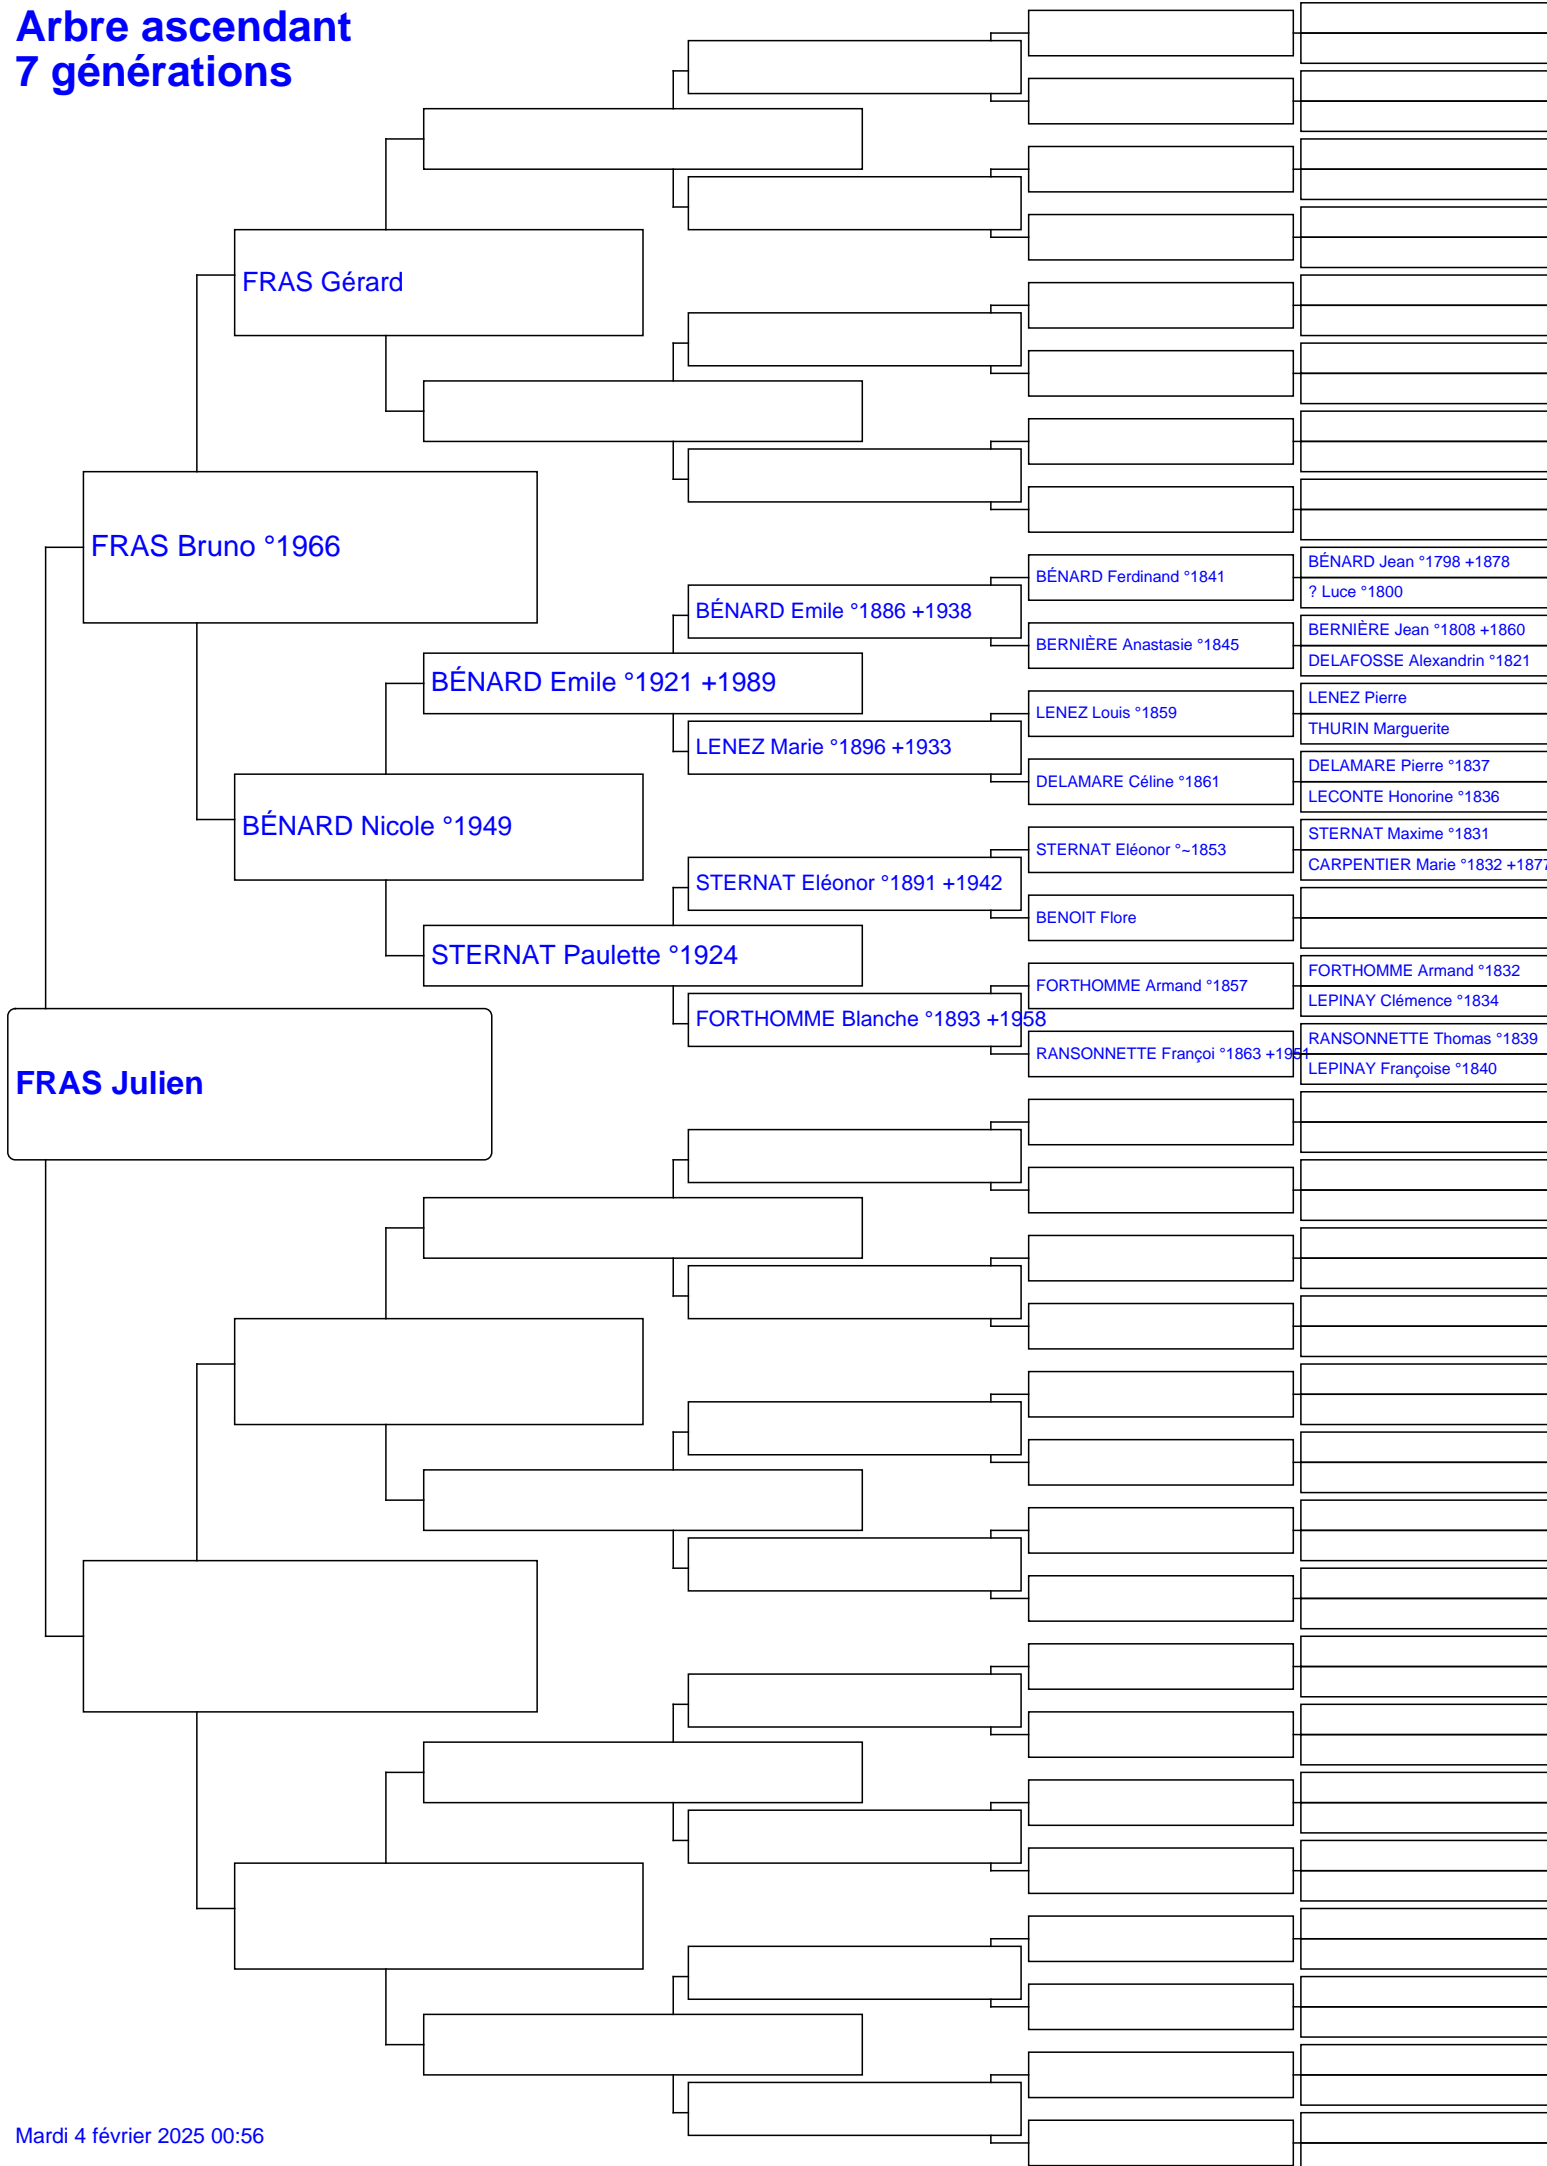 Arbre ascendant
7 générations
FRAS Gérard
FRAS Bruno °1966
BÉNARD Jean °1798 +1878
BÉNARD Ferdinand °1841
? Luce °1800
BÉNARD Emile °1886 +1938
BERNIÈRE Jean °1808 +1860
BERNIÈRE Anastasie °1845
DELAFOSSE Alexandrin °1821
BÉNARD Emile °1921 +1989
LENEZ Pierre
LENEZ Louis °1859
THURIN Marguerite
LENEZ Marie °1896 +1933
DELAMARE Pierre °1837
DELAMARE Céline °1861
LECONTE Honorine °1836
BÉNARD Nicole °1949
STERNAT Maxime °1831
STERNAT Eléonor °~1853
CARPENTIER Marie °1832 +1877
STERNAT Eléonor °1891 +1942
BENOIT Flore
STERNAT Paulette °1924
FORTHOMME Armand °1832
FORTHOMME Armand °1857
LEPINAY Clémence °1834
FORTHOMME Blanche °1893 +1958
RANSONNETTE Thomas °1839
RANSONNETTE Françoi °1863 +1951
LEPINAY Françoise °1840
FRAS Julien
Mardi 4 février 2025 00:56